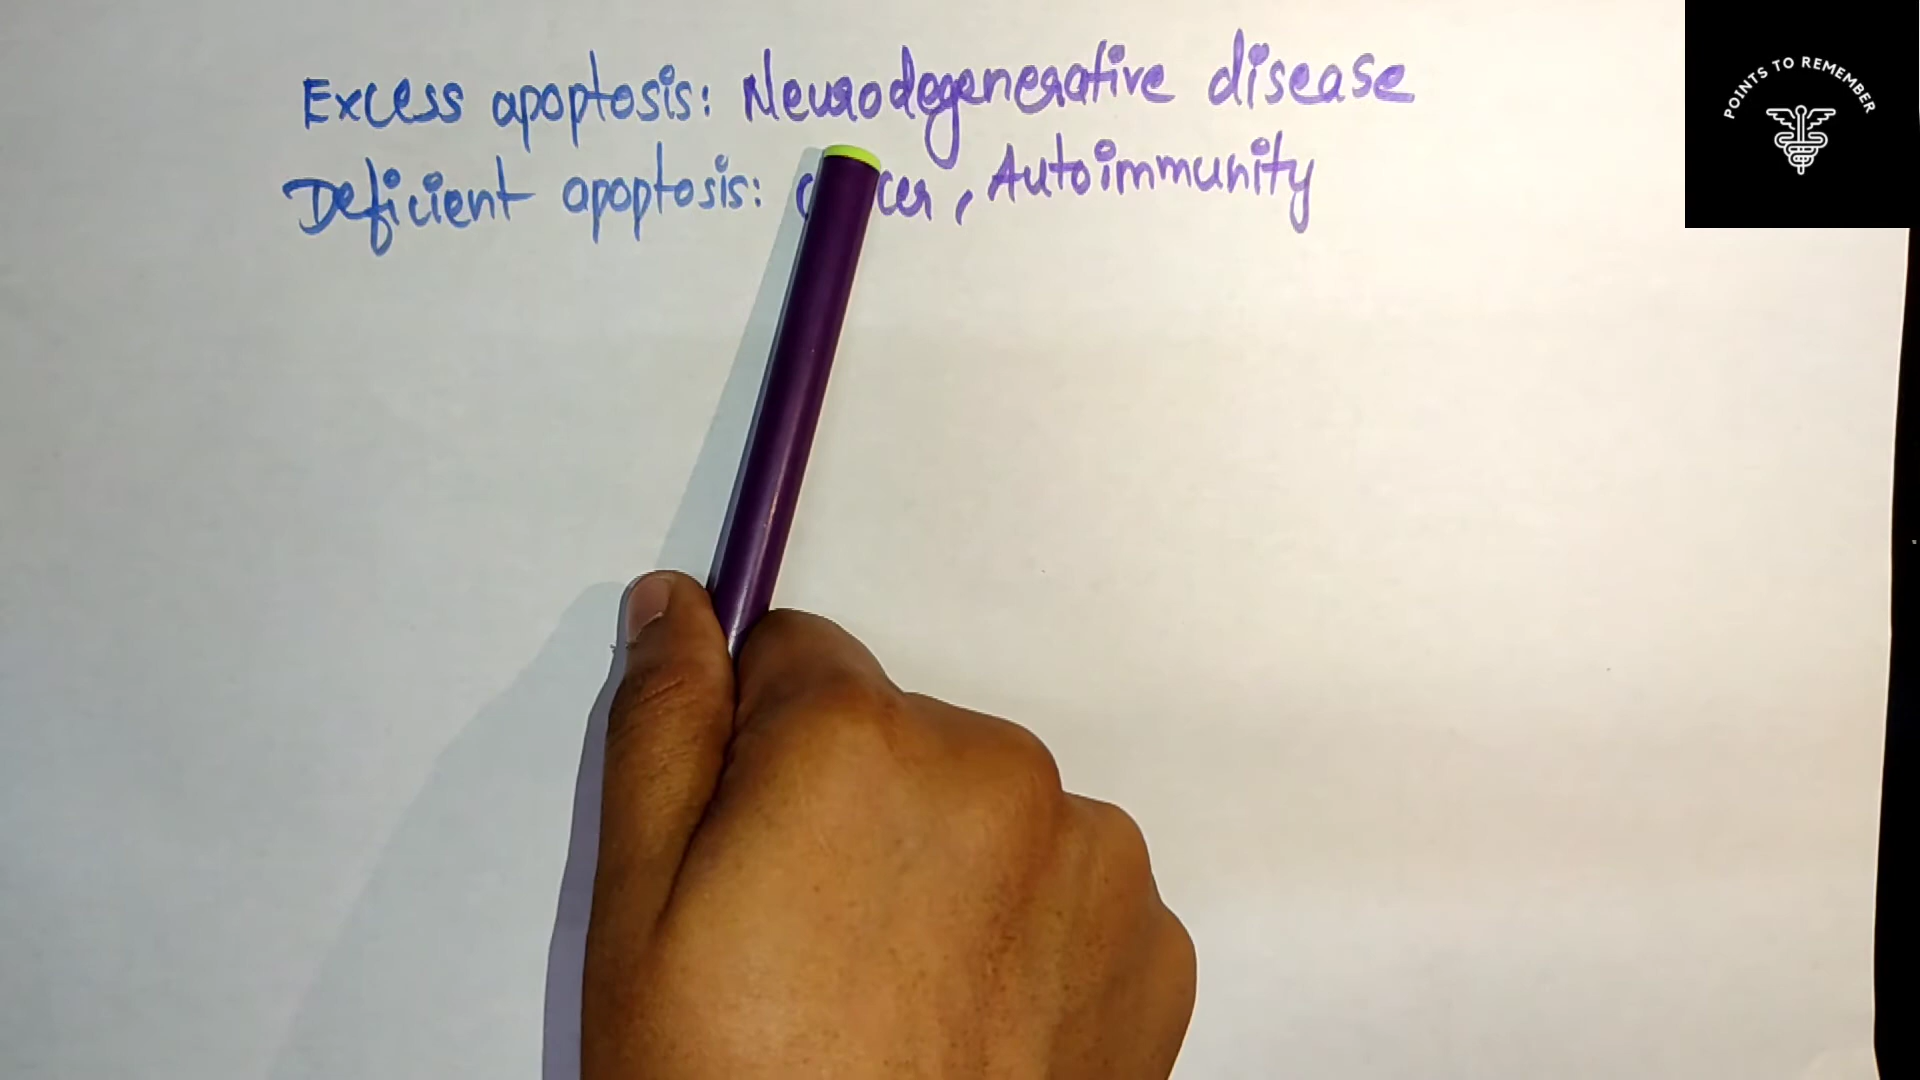 Excess apoptosis: Neurodegenerative disease
Deficient apoptosis: , Autoimmunity
POINTS TO REMEMBER